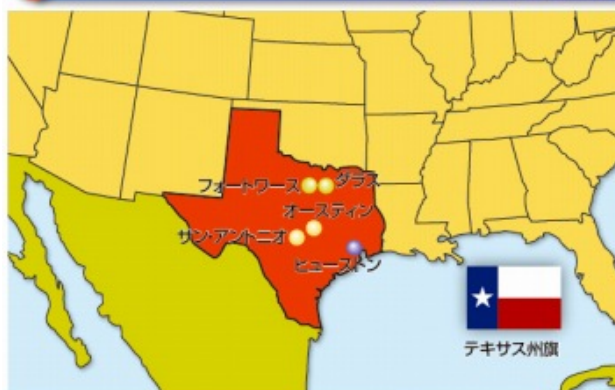 フォートワース
ダラス
オースティン
サン・アントニオ
ヒューストン
テキサス州旗